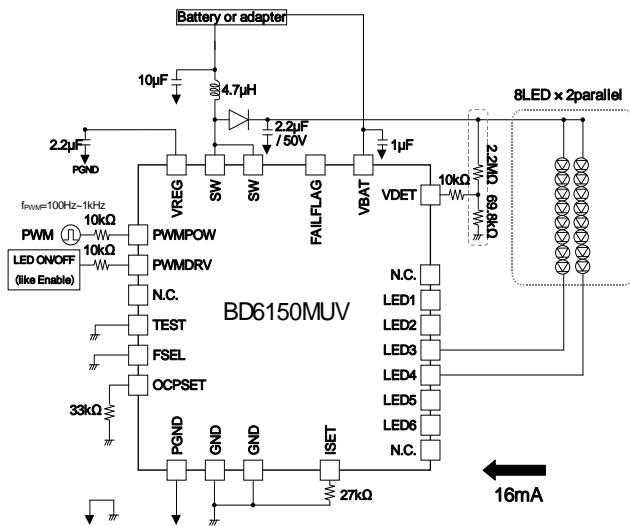 Battery or adapter
10µF
4.7µH
8LED × 2parallel
2.2µF
/ 50V
2.2µF
PGND
1µF
2.2MΩ
69.8kΩ
10kΩ
VREG
SW
SW
FAILFLAG
VBAT
VDET
fPWM=100Hz~1kHz
10kΩ
PWM
PWMPOW
10kΩ
LED ON/OFF
(like Enable)
PWMDRV
N.C.
N.C.
LED1
BD6150MUV
TEST
LED2
FSEL
LED3
OCPSET
LED4
33kΩ
LED5
LED6
N.C.
PGND
GND
GND
ISET
27kΩ
16mA